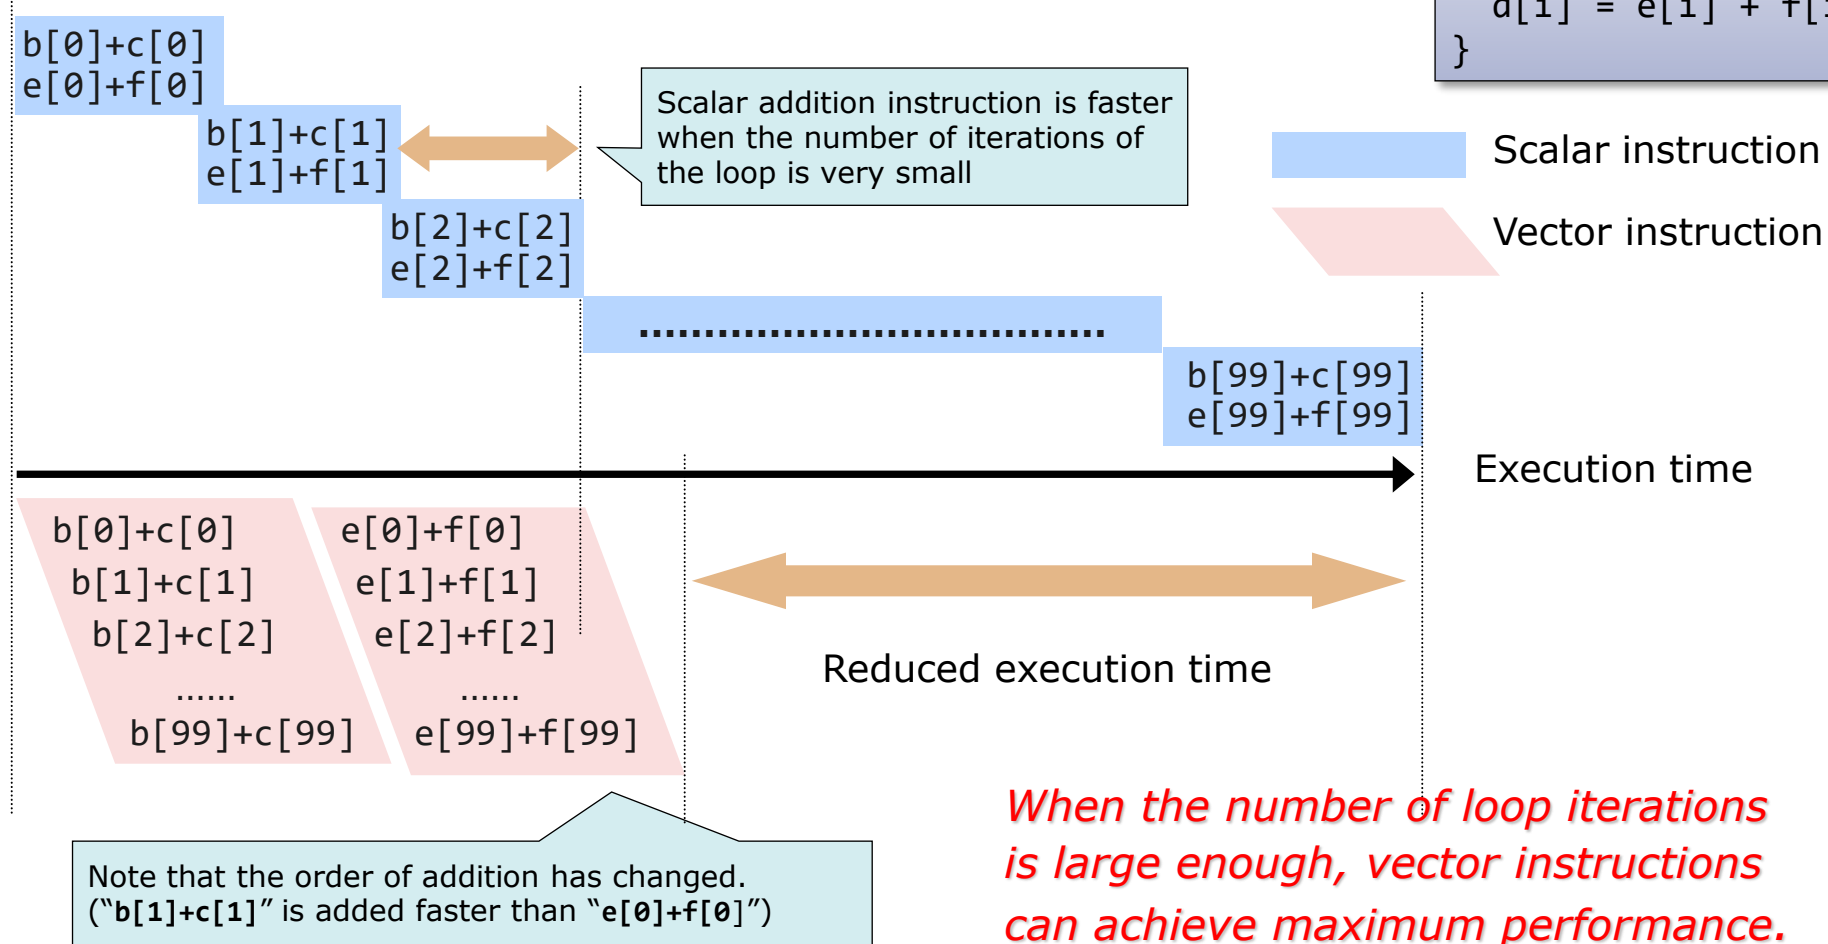 d[i] = e[i] + f[i
}
b[0]+c[0]
e[0]+f[0]
b[1]+c[1]
e[1]+f[1]
b[2]+c[2]
e[2]+f[2]
Scalar addition instruction is faster
when the number of iterations of
the loop is very small
Scalar instruction
Vector instruction
.....................................
b[99]+c[99]
e[99]+f[99]
Execution time
b[0]+c[0]
b[1]+c[1]
b[2]+c[2]
......
b[99]+c[99]
e[0]+f[0]
e[1]+f[1]
e[2]+f[2]
......
e[99]+f[99]
Reduced execution time
Note that the order of addition has changed.
(“b[1]+c[1]” is added faster than “e[0]+f[0]”)
When the number of loop iterations
is large enough, vector instructions
can achieve maximum performance.